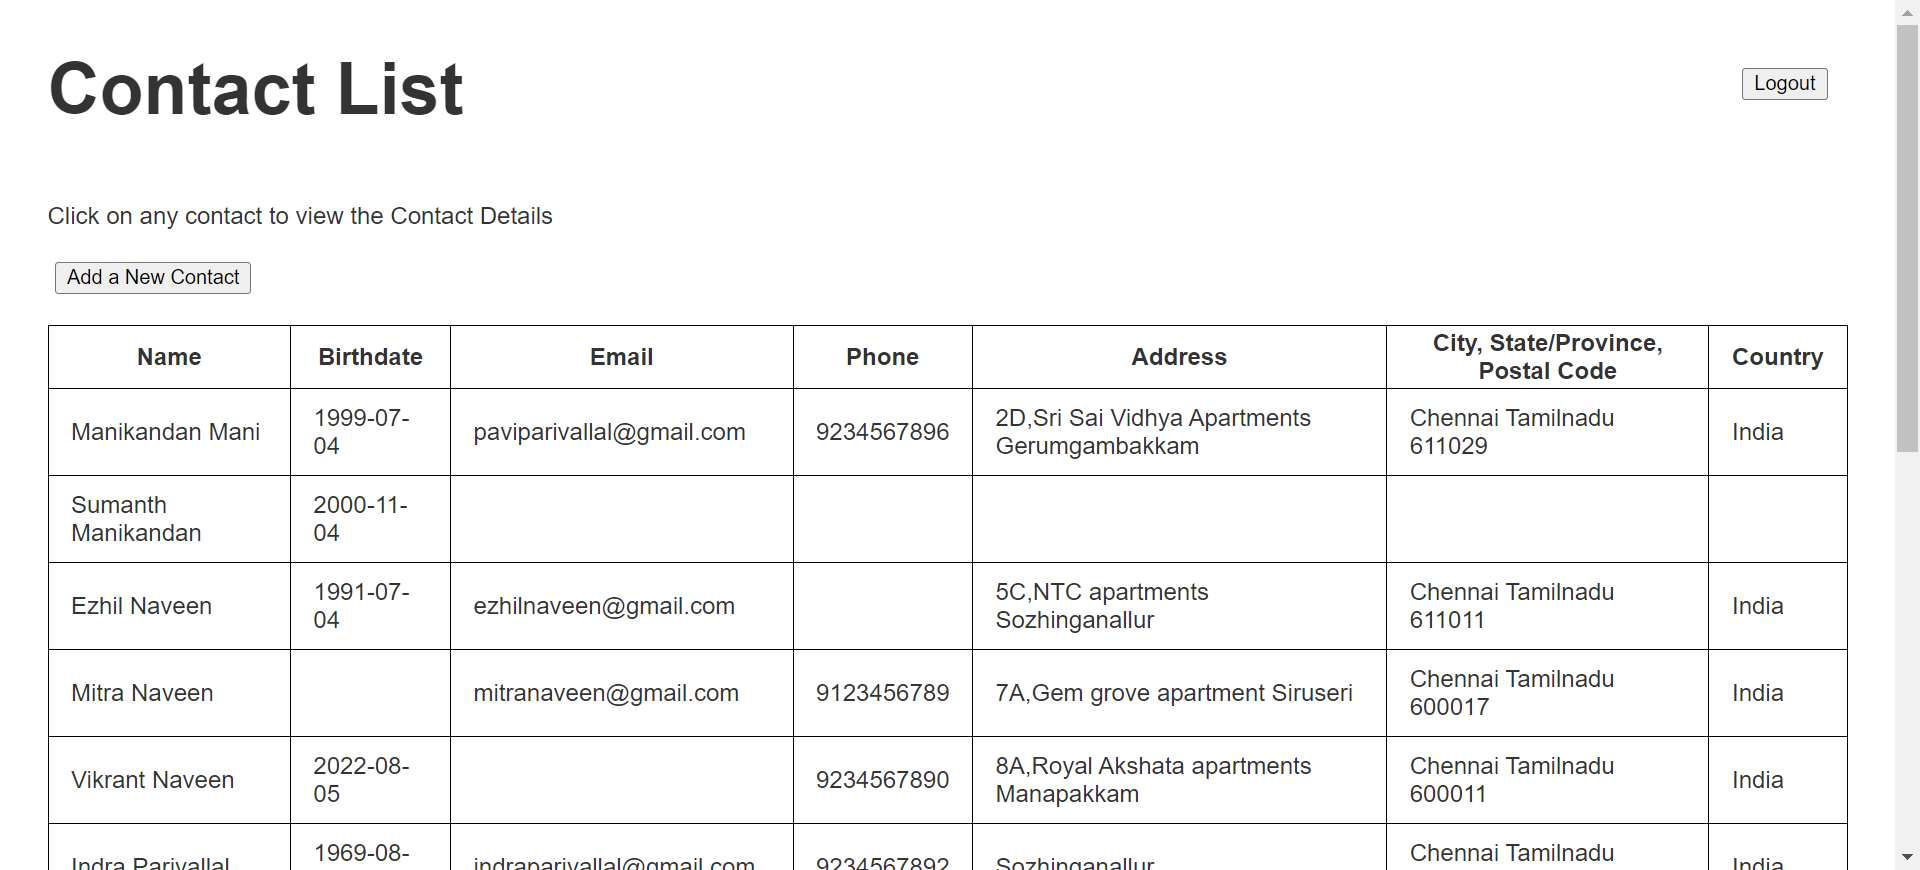 Contact List
Logout
Click on any contact to view the Contact Details
Add a New Contact
Name Birthdate Email Phone Address City, State/Province, Postal Code Country
Manikandan Mani 1999-07-04 paviparivallal@gmail.com 9234567896 2D,Sri Sai Vidhya Apartments Gerumgambakkam Chennai Tamilnadu 611029 India
Sumanth Manikandan 2000-11-04
Ezhil Naveen 1991-07-04 ezhilnaveen@gmail.com 5C,NTC apartments Sozhinganallur Chennai Tamilnadu 611011 India
Mitra Naveen mitranaveen@gmail.com 9123456789 7A,Gem grove apartment Siruseri Chennai Tamilnadu 600017 India
Vikrant Naveen 2022-08-05 9234567890 8A,Royal Akshata apartments Manapakkam Chennai Tamilnadu 600011 India
Indra Parivallal 1969-08- indraparivallal@gmail.com 9234567892 Sozhinganallur Chennai Tamilnadu India